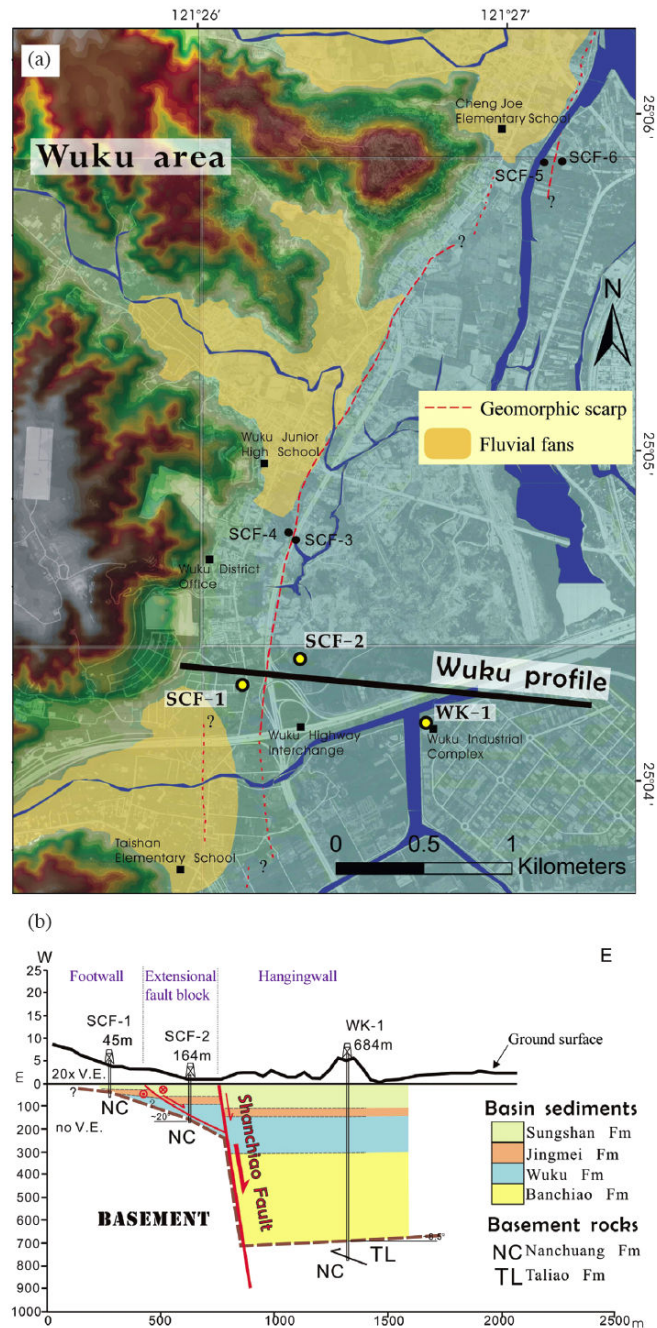 121°26'
121°27'
(a)
Cheng Joe
Elementary School
25°06'
Wuku area
SCF-6
SCF-5
?
?
N
Geomorphic scarp
Fluvial fans
Wuku Junior
High School
25°05'
SCF-4
SCF-3
Wuku District
Office
SCF-2
Wuku profile
SCF-1
WK-1
?
Wuku Highway
Interchange
Wuku Industrial
Complex
25°04'
Taishan
Elementary School
?
0 0.5 1
Kilometers
(b)
W
E
25
20
15
10
5
m
0
100
200
300
400
500
600
700
800
900
1000
Footwall
Extensional
fault block
Hangingwall
SCF-1
45m
SCF-2
164m
WK-1
684m
Ground surface
20x V.E.
no V.E.
?
NC
?
~20°
NC
Shanchiao Fault
BASEMENT
6.5°
NC
TL
Basin sediments
Sungshan Fm
Jingmei Fm
Wuku Fm
Banchiao Fm
Basement rocks
NC Nanchuang Fm
TL Taliao Fm
0 500 1000 1500 2000 2500 m